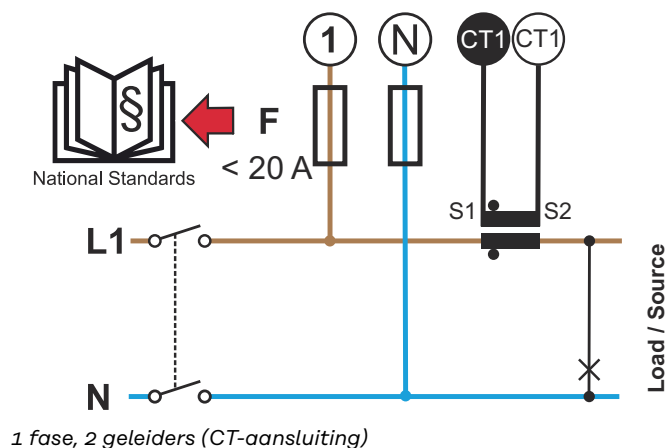 1 N CT1 CT1
§
F
National Standards
< 20 A
S1 S2
L1
Load / Source
N
1 fase, 2 geleiders (CT-aansluiting)